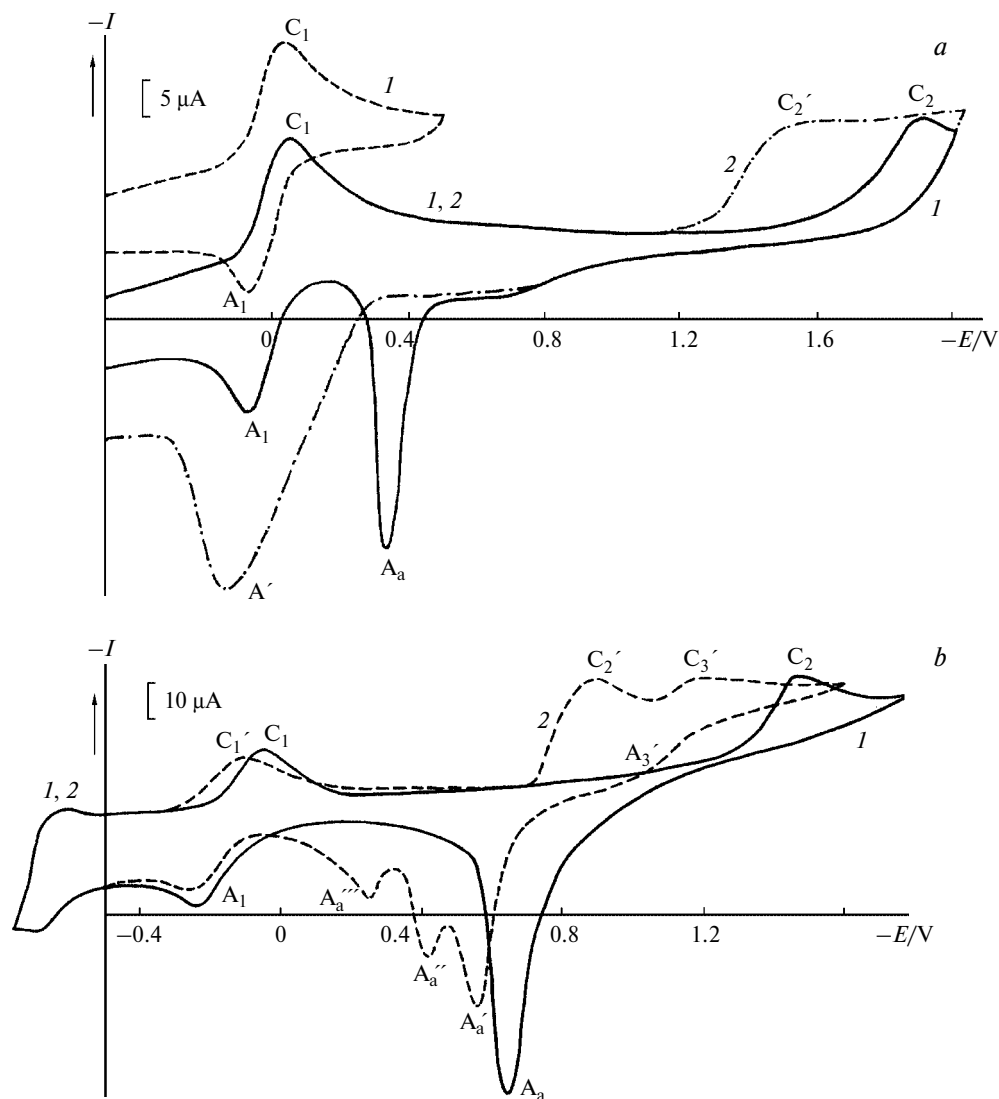 −I
C₁
a
5 μA
1
C₂´
C₂
C₁
2
1, 2
1
A₁
0
0.4
0.8
1.2
1.6
−E/V
A₁
Aₐ
A´
−I
C₂´
C₃´
C₂
b
10 μA
2
C₁´
C₁
1
A₃´
1, 2
A₁
Aₐ´´´
−0.4
0
0.4
0.8
1.2
−E/V
Aₐ´´
Aₐ´
Aₐ